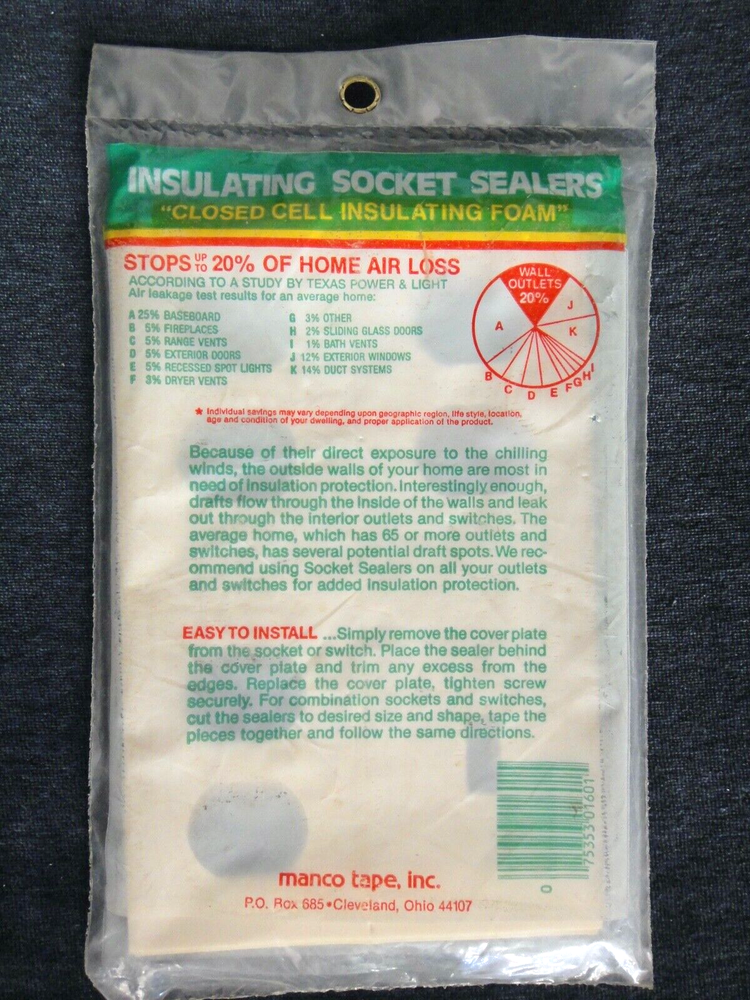 INSULATING SOCKET SEALERS
"CLOSED CELL INSULATING FOAM"
STOPS UP TO 20% OF HOME AIR LOSS
ACCORDING TO A STUDY BY TEXAS POWER & LIGHT
Air leakage test results for an average home:
A 25% BASEBOARD
B 5% FIREPLACES
C 5% RANGE VENTS
D 5% EXTERIOR DOORS
E 5% RECESSED SPOT LIGHTS
F 3% DRYER VENTS
G 3% OTHER
H 2% SLIDING GLASS DOORS
I 1% BATH VENTS
J 12% EXTERIOR WINDOWS
K 14% DUCT SYSTEMS
WALL
OUTLETS
20%
J
A
K
B
C
D
E
F
G
H
I
★ Individual savings may vary depending upon geographic region, life style, location,
age and condition of your dwelling, and proper application of the product.
Because of their direct exposure to the chilling
winds, the outside walls of your home are most in
need of insulation protection. Interestingly enough,
drafts flow through the inside of the walls and leak
out through the interior outlets and switches. The
average home, which has 65 or more outlets and
switches, has several potential draft spots. We rec-
ommend using Socket Sealers on all your outlets
and switches for added insulation protection.
EASY TO INSTALL ...Simply remove the cover plate
from the socket or switch. Place the sealer behind
the cover plate and trim any excess from the
edges. Replace the cover plate, tighten screw
securely. For combination sockets and switches,
cut the sealers to desired size and shape, tape the
pieces together and follow the same directions.
0 75353 01601
manco tape, inc.
P.O. Box 685•Cleveland, Ohio 44107